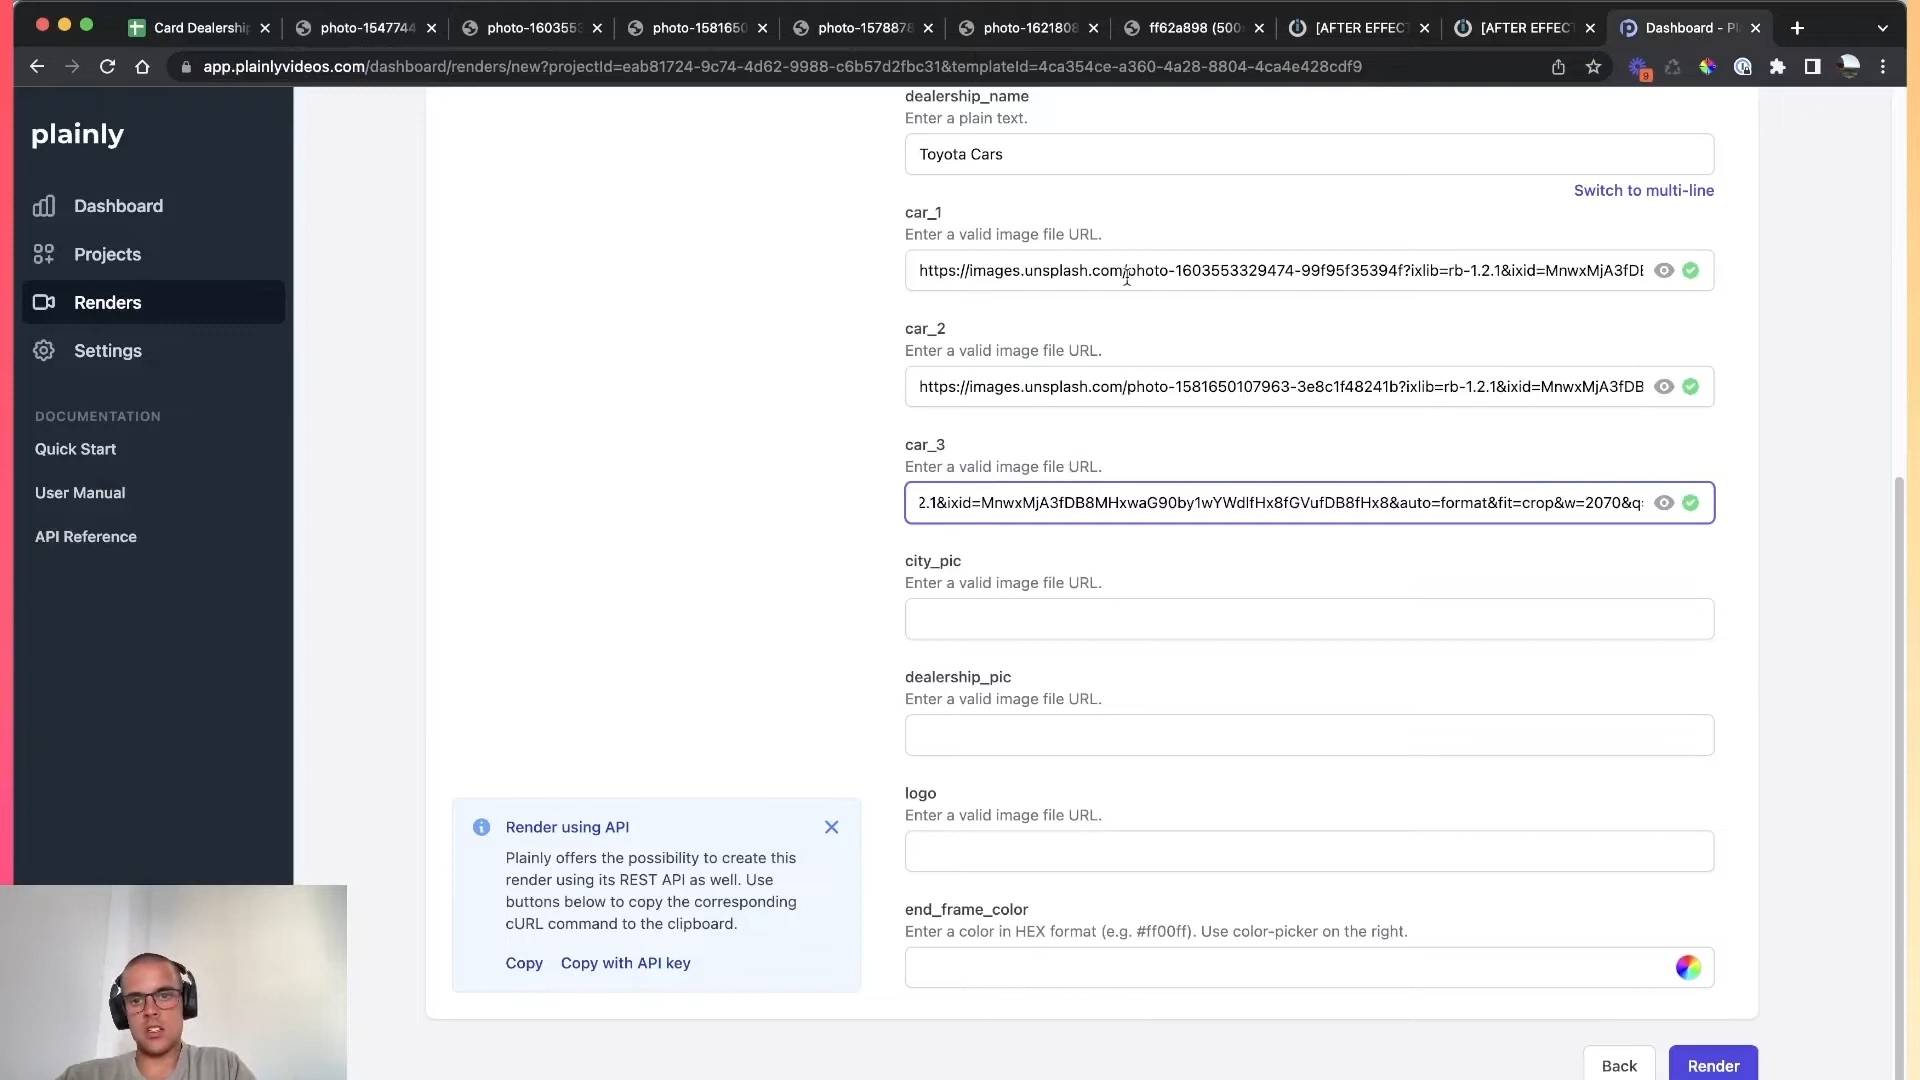 Card Dealership
photo-1547744
photo-1603553
photo-1581650
photo-1578878
photo-1621808
ff62a898 (500
[AFTER EFFECT
[AFTER EFFECT
Dashboard - Pl
app.plainlyvideos.com/dashboard/renders/new?projectId=eab81724-9c74-4d62-9988-c6b57d2fbc31&templateId=4ca354ce-a360-4a28-8804-4ca4e428cdf9
9
plainly
Dashboard
Projects
Renders
Settings
DOCUMENTATION
Quick Start
User Manual
API Reference
dealership_name
Enter a plain text.
Toyota Cars
Switch to multi-line
car_1
Enter a valid image file URL.
https://images.unsplash.com/photo-1603553329474-99f95f35394f?ixlib=rb-1.2.1&ixid=MnwxMjA3fDE
car_2
Enter a valid image file URL.
https://images.unsplash.com/photo-1581650107963-3e8c1f48241b?ixlib=rb-1.2.1&ixid=MnwxMjA3fDB
car_3
Enter a valid image file URL.
2.1&ixid=MnwxMjA3fDB8MHxwaG90by1wYWdlfHx8fGVufDB8fHx8&auto=format&fit=crop&w=2070&q=
city_pic
Enter a valid image file URL.
dealership_pic
Enter a valid image file URL.
logo
Enter a valid image file URL.
end_frame_color
Enter a color in HEX format (e.g. #ff00ff). Use color-picker on the right.
Render using API
Plainly offers the possibility to create this
render using its REST API as well. Use
buttons below to copy the corresponding
cURL command to the clipboard.
Copy
Copy with API key
Back
Render